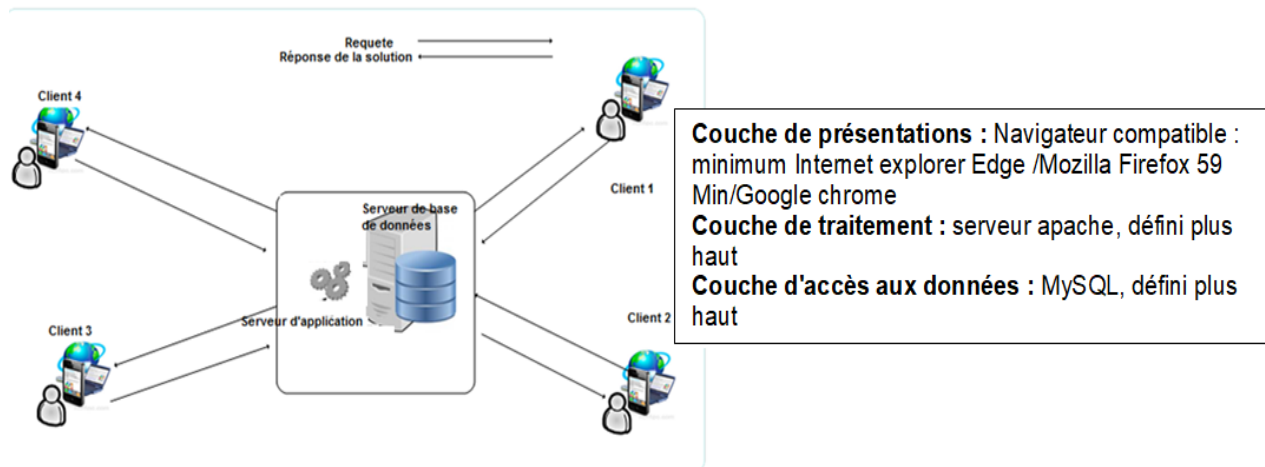 Requete
Réponse de la solution
Client 4
Client 1
Serveur de base
de données
Serveur d'application
Client 3
Client 2
Couche de présentations : Navigateur compatible :
minimum Internet explorer Edge /Mozilla Firefox 59
Min/Google chrome
Couche de traitement : serveur apache, défini plus
haut
Couche d'accès aux données : MySQL, défini plus
haut